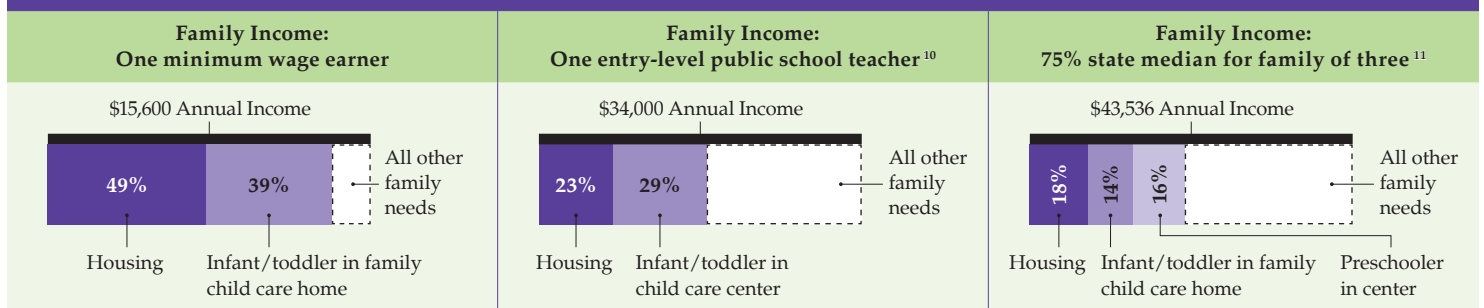 Family Income:
One minimum wage earner
$15,600 Annual Income
49%
39%
All other
family
needs
Housing
Infant/toddler in family
child care home
Family Income:
One entry-level public school teacher 10
$34,000 Annual Income
23%
29%
All other
family
needs
Housing
Infant/toddler in
child care center
Family Income:
75% state median for family of three 11
$43,536 Annual Income
18%
14%
16%
All other
family
needs
Housing
Infant/toddler in family
child care home
Preschooler
in center